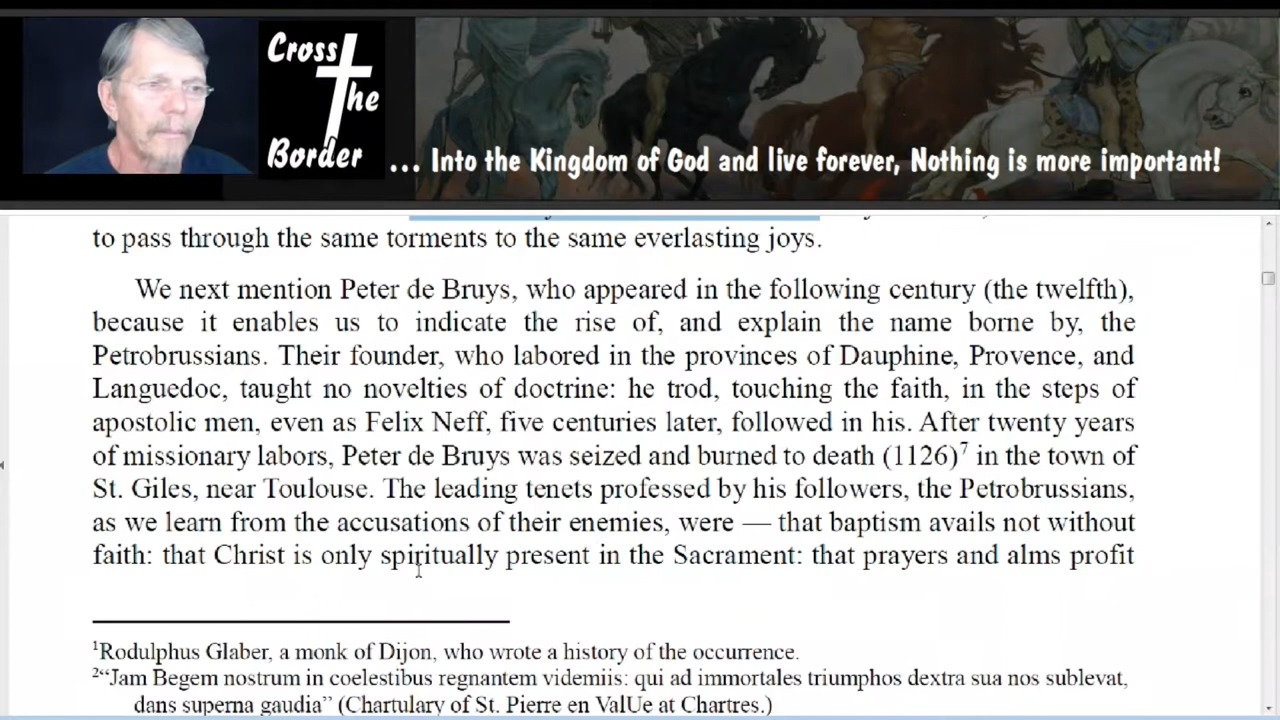 Cross
The
Border
... Into the Kingdom of God and live forever, Nothing is more important!
to pass through the same torments to the same everlasting joys.
We next mention Peter de Bruys, who appeared in the following century (the twelfth),
because it enables us to indicate the rise of, and explain the name borne by, the
Petrobrussians. Their founder, who labored in the provinces of Dauphine, Provence, and
Languedoc, taught no novelties of doctrine: he trod, touching the faith, in the steps of
apostolic men, even as Felix Neff, five centuries later, followed in his. After twenty years
of missionary labors, Peter de Bruys was seized and burned to death (1126)7 in the town of
St. Giles, near Toulouse. The leading tenets professed by his followers, the Petrobrussians,
as we learn from the accusations of their enemies, were — that baptism avails not without
faith: that Christ is only spiritually present in the Sacrament: that prayers and alms profit
1Rodulphus Glaber, a monk of Dijon, who wrote a history of the occurrence.
2“Jam Begem nostrum in coelestibus regnantem videmiis: qui ad immortales triumphos dextra sua nos sublevat,
dans superna gaudia” (Chartulary of St. Pierre en ValUe at Chartres.)